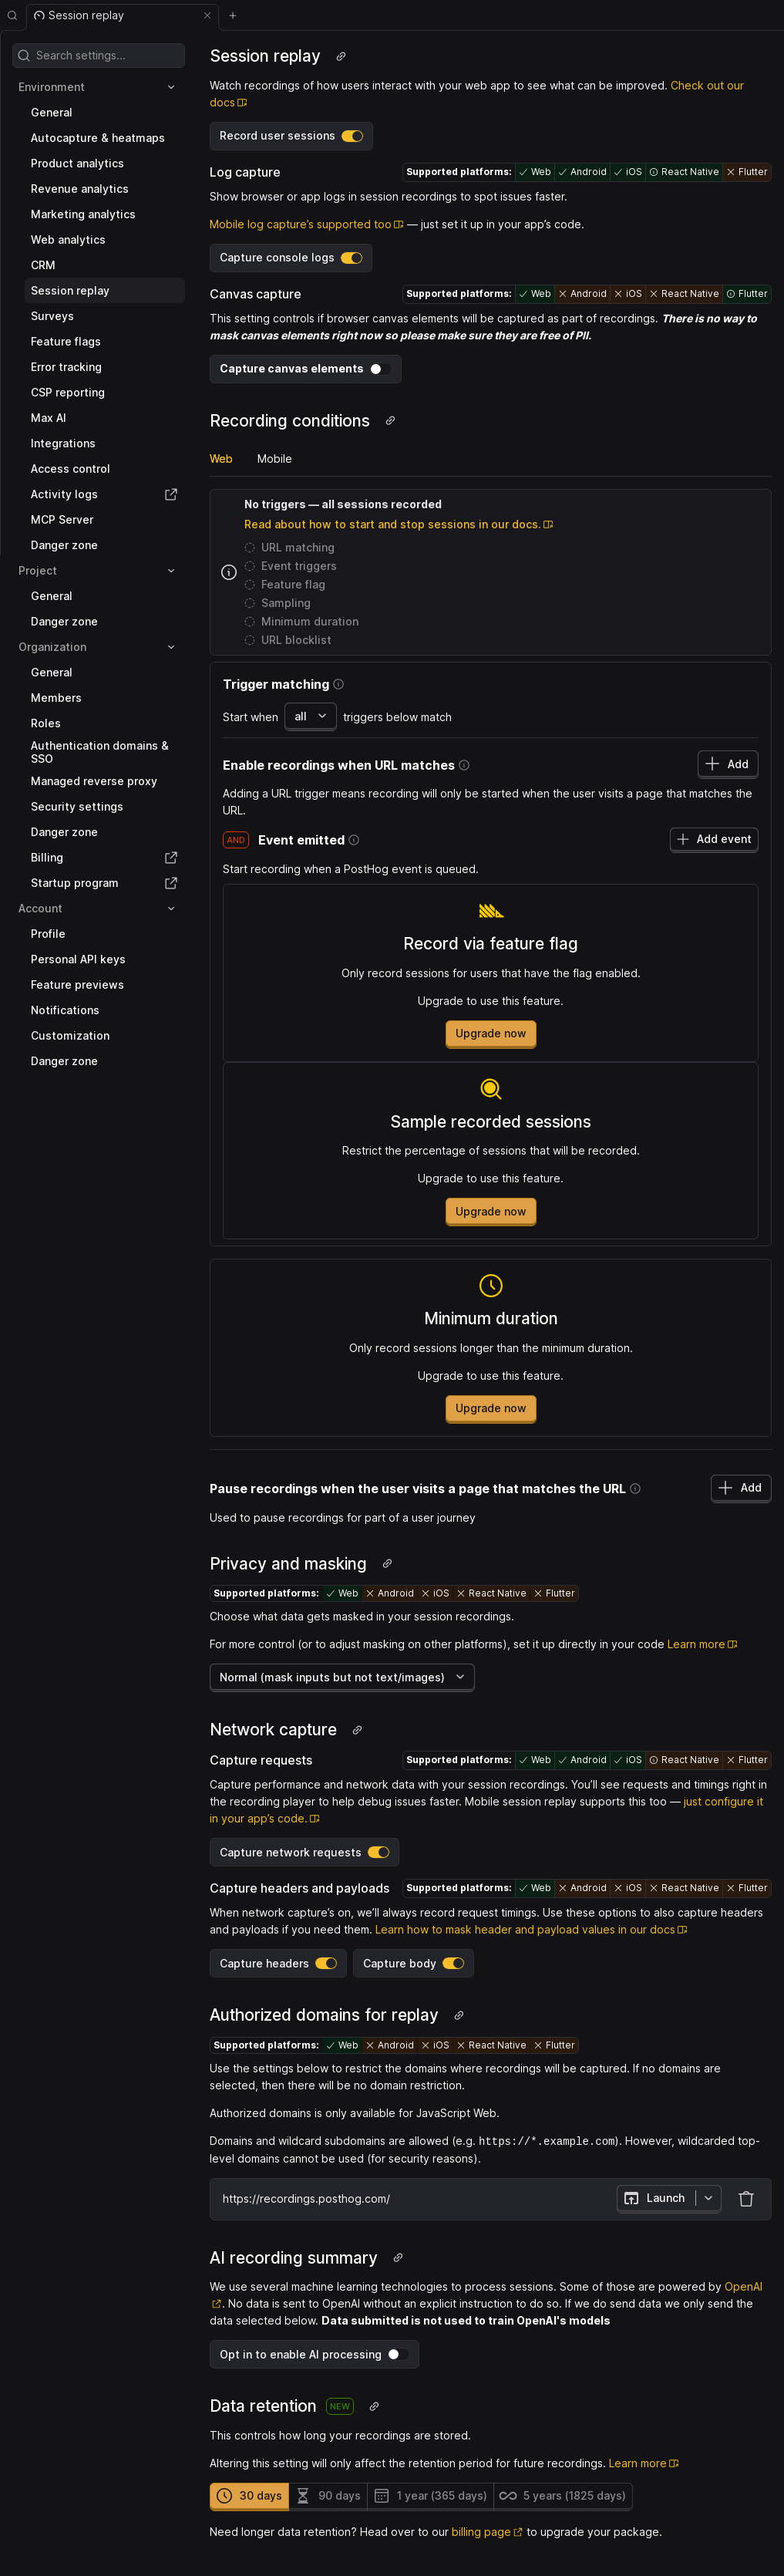 Session replay
Search settings...
Environment
General
Autocapture & heatmaps
Product analytics
Revenue analytics
Marketing analytics
Web analytics
CRM
Session replay
Surveys
Feature flags
Error tracking
CSP reporting
Max AI
Integrations
Access control
Activity logs
MCP Server
Danger zone
Project
General
Danger zone
Organization
General
Members
Roles
Authentication domains &
SSO
Managed reverse proxy
Security settings
Danger zone
Billing
Startup program
Account
Profile
Personal API keys
Feature previews
Notifications
Customization
Danger zone
Session replay
Watch recordings of how users interact with your web app to see what can be improved. Check out our
docs
Record user sessions
Log capture
Supported platforms: Web Android iOS React Native Flutter
Show browser or app logs in session recordings to spot issues faster.
Mobile log capture's supported too — just set it up in your app's code.
Capture console logs
Canvas capture
Supported platforms: Web Android iOS React Native Flutter
This setting controls if browser canvas elements will be captured as part of recordings. There is no way to
mask canvas elements right now so please make sure they are free of PII.
Capture canvas elements
Recording conditions
Web Mobile
No triggers — all sessions recorded
Read about how to start and stop sessions in our docs.
URL matching
Event triggers
Feature flag
Sampling
Minimum duration
URL blocklist
Trigger matching
Start when all triggers below match
Enable recordings when URL matches
Add
Adding a URL trigger means recording will only be started when the user visits a page that matches the
URL.
AND Event emitted
Add event
Start recording when a PostHog event is queued.
Record via feature flag
Only record sessions for users that have the flag enabled.
Upgrade to use this feature.
Upgrade now
Sample recorded sessions
Restrict the percentage of sessions that will be recorded.
Upgrade to use this feature.
Upgrade now
Minimum duration
Only record sessions longer than the minimum duration.
Upgrade to use this feature.
Upgrade now
Pause recordings when the user visits a page that matches the URL
Add
Used to pause recordings for part of a user journey
Privacy and masking
Supported platforms: Web Android iOS React Native Flutter
Choose what data gets masked in your session recordings.
For more control (or to adjust masking on other platforms), set it up directly in your code Learn more
Normal (mask inputs but not text/images)
Network capture
Capture requests
Supported platforms: Web Android iOS React Native Flutter
Capture performance and network data with your session recordings. You'll see requests and timings right in
the recording player to help debug issues faster. Mobile session replay supports this too — just configure it
in your app's code.
Capture network requests
Capture headers and payloads
Supported platforms: Web Android iOS React Native Flutter
When network capture's on, we'll always record request timings. Use these options to also capture headers
and payloads if you need them. Learn how to mask header and payload values in our docs
Capture headers Capture body
Authorized domains for replay
Supported platforms: Web Android iOS React Native Flutter
Use the settings below to restrict the domains where recordings will be captured. If no domains are
selected, then there will be no domain restriction.
Authorized domains is only available for JavaScript Web.
Domains and wildcard subdomains are allowed (e.g. https://*.example.com). However, wildcarded top-
level domains cannot be used (for security reasons).
https://recordings.posthog.com/
Launch
AI recording summary
We use several machine learning technologies to process sessions. Some of those are powered by OpenAI
. No data is sent to OpenAI without an explicit instruction to do so. If we do send data we only send the
data selected below. Data submitted is not used to train OpenAI's models
Opt in to enable AI processing
Data retention NEW
This controls how long your recordings are stored.
Altering this setting will only affect the retention period for future recordings. Learn more
30 days 90 days 1 year (365 days) 5 years (1825 days)
Need longer data retention? Head over to our billing page to upgrade your package.